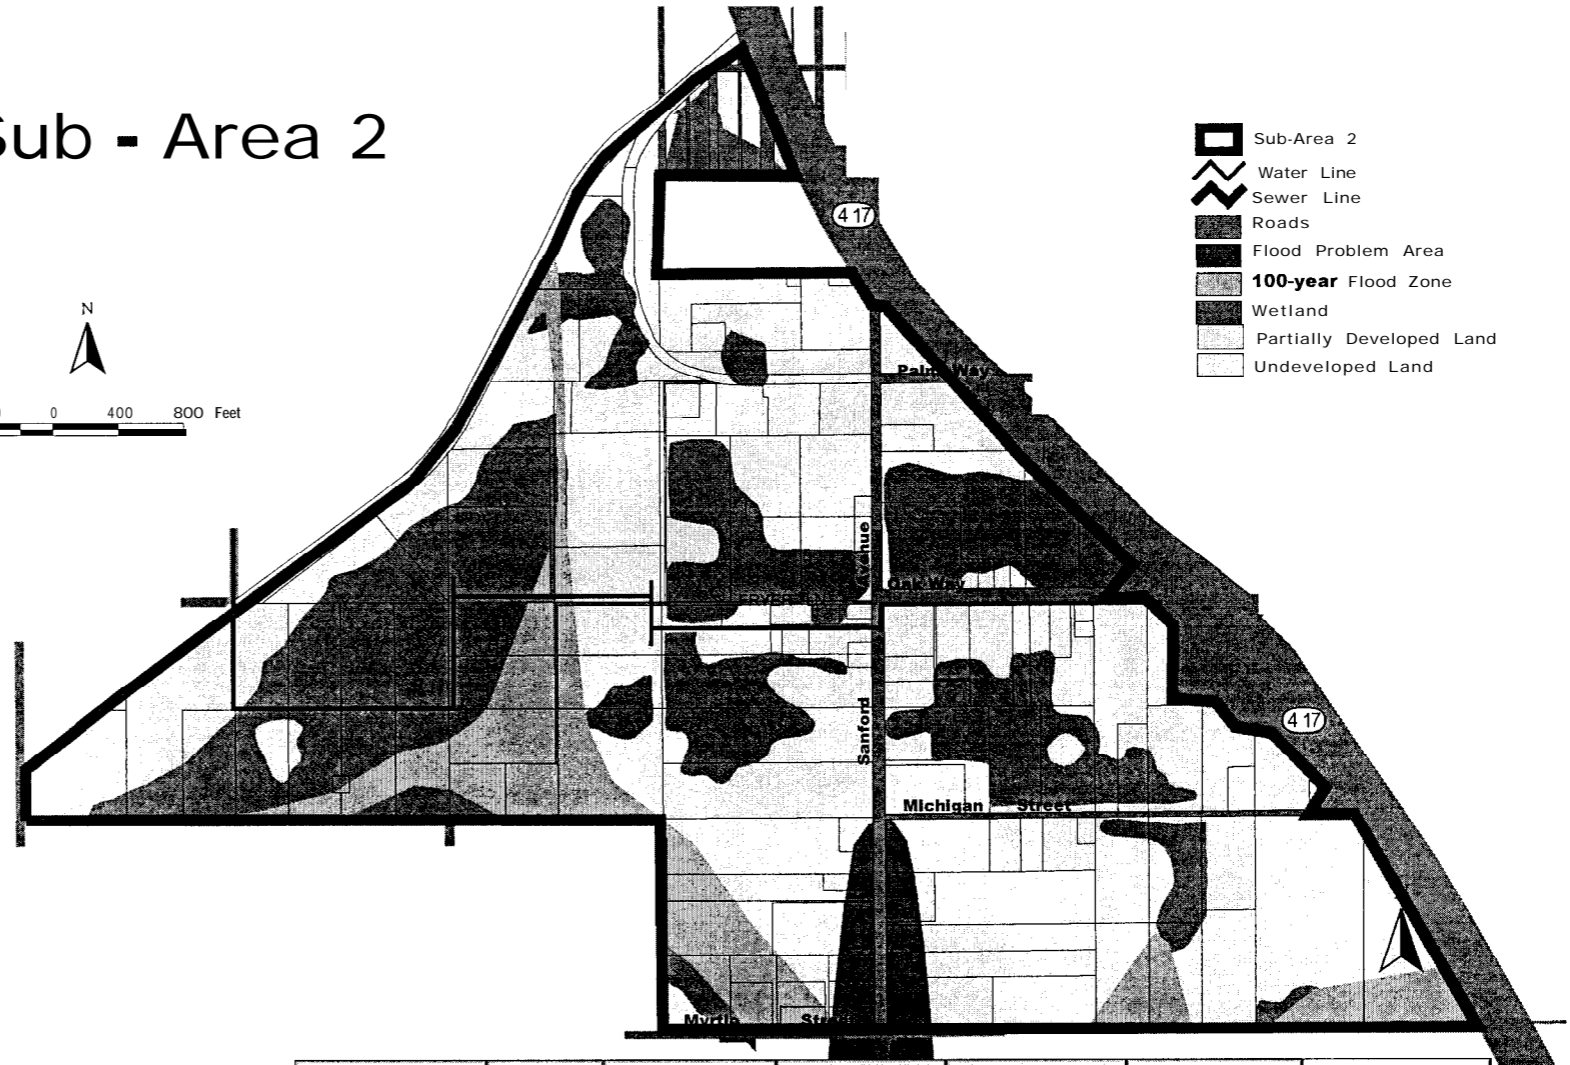 Sub - Area 2
Sub-Area 2
Water Line
Sewer Line
Roads
Flood Problem Area
100-year Flood Zone
Wetland
Partially Developed Land
Undeveloped Land
417
N
0 400 800 Feet
Palm Way
Avenue
Oak Way
Sanford
417
Michigan Street
Myrtle